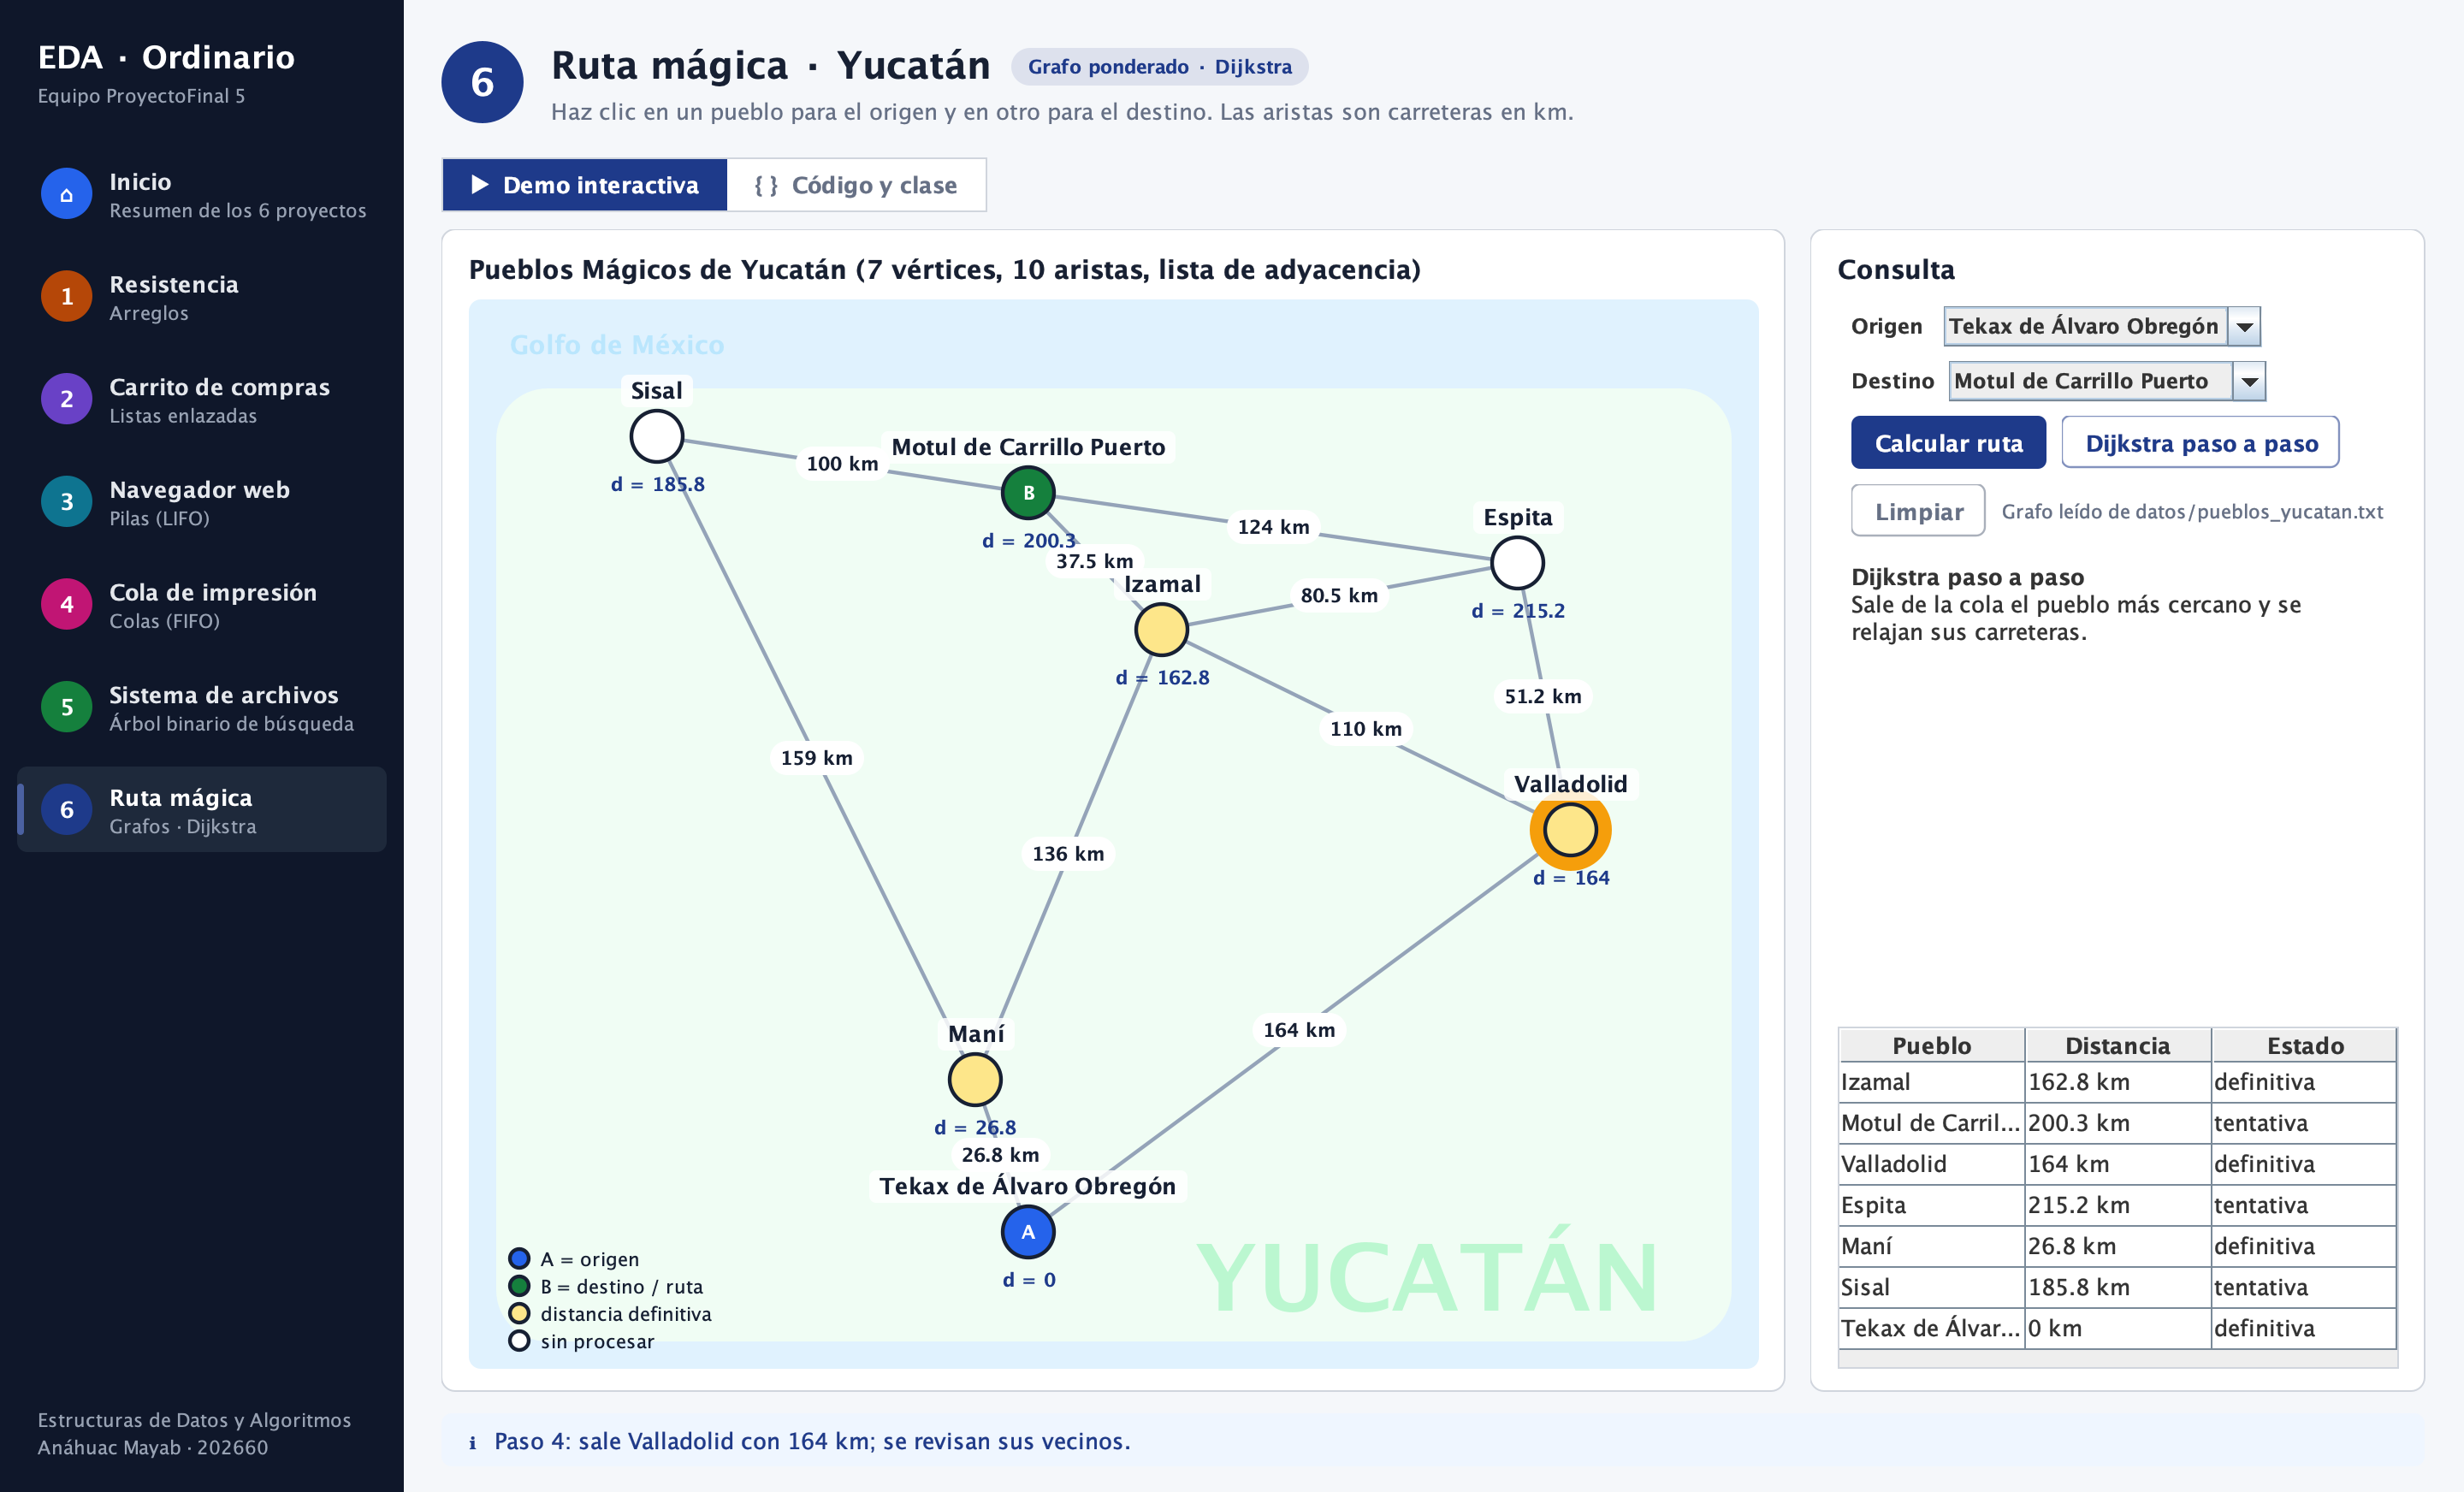 EDA · Ordinario
Equipo ProyectoFinal 5
Inicio
Resumen de los 6 proyectos
1
Resistencia
Arreglos
2
Carrito de compras
Listas enlazadas
3
Navegador web
Pilas (LIFO)
4
Cola de impresión
Colas (FIFO)
5
Sistema de archivos
Árbol binario de búsqueda
6
Ruta mágica
Grafos · Dijkstra
Estructuras de Datos y Algoritmos
Anáhuac Mayab · 202660
6
Ruta mágica · Yucatán
Grafo ponderado · Dijkstra
Haz clic en un pueblo para el origen y en otro para el destino. Las aristas son carreteras en km.
▶ Demo interactiva
{ } Código y clase
Pueblos Mágicos de Yucatán (7 vértices, 10 aristas, lista de adyacencia)
Golfo de México
Sisal
d = 185.8
100 km
Motul de Carrillo Puerto
B
d = 200.3
124 km
37.5 km
Espita
d = 215.2
Izamal
80.5 km
d = 162.8
51.2 km
110 km
159 km
Valladolid
d = 164
136 km
164 km
Maní
d = 26.8
26.8 km
Tekax de Álvaro Obregón
A
d = 0
YUCATÁN
A = origen
B = destino / ruta
distancia definitiva
sin procesar
Consulta
Origen Tekax de Álvaro Obregón
Destino Motul de Carrillo Puerto
Calcular ruta
Dijkstra paso a paso
Limpiar
Grafo leído de datos/pueblos_yucatan.txt
Dijkstra paso a paso
Sale de la cola el pueblo más cercano y se
relajan sus carreteras.
Pueblo Distancia Estado
Izamal 162.8 km definitiva
Motul de Carril... 200.3 km tentativa
Valladolid 164 km definitiva
Espita 215.2 km tentativa
Maní 26.8 km definitiva
Sisal 185.8 km tentativa
Tekax de Álvar... 0 km definitiva
i Paso 4: sale Valladolid con 164 km; se revisan sus vecinos.